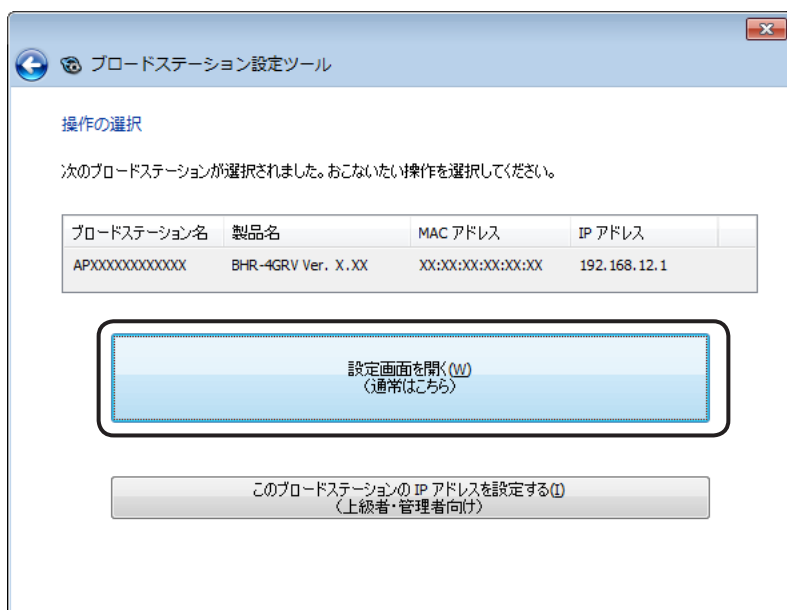 ブロードステーション設定ツール
操作の選択
次のブロードステーションが選択されました。おこないたい操作を選択してください。
ブロードステーション名 製品名 MAC アドレス IP アドレス
APXXXXXXXXXXXX BHR-4GRV Ver. X.XX XX:XX:XX:XX:XX:XX 192.168.12.1
設定画面を開く(W)
(通常はこちら)
このブロードステーションの IP アドレスを設定する(I)
(上級者・管理者向け)